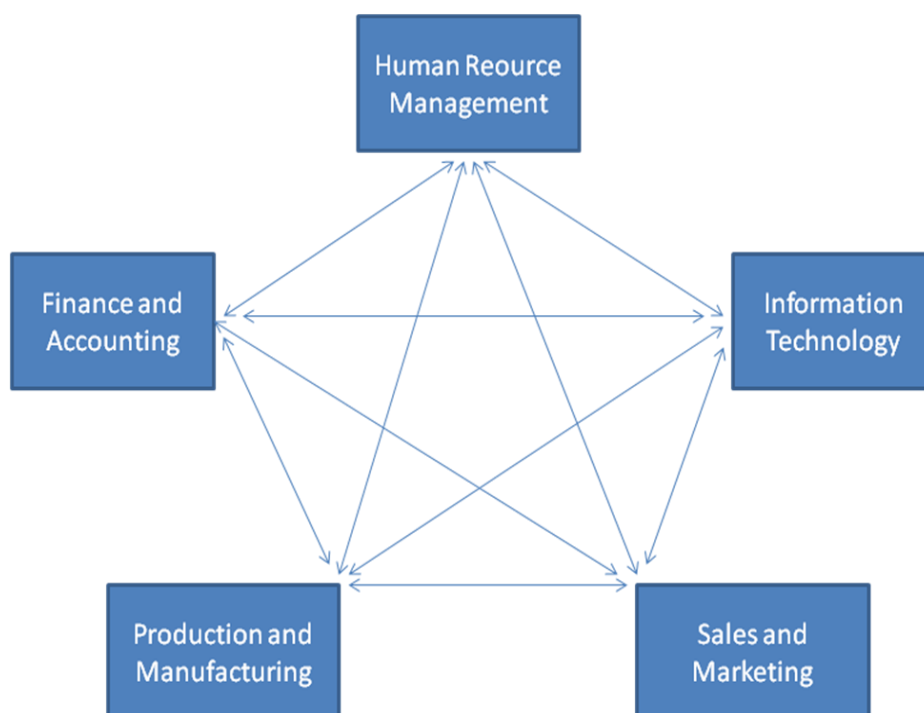 Human Reource
Management
Finance and
Accounting
Information
Technology
Production and
Manufacturing
Sales and
Marketing